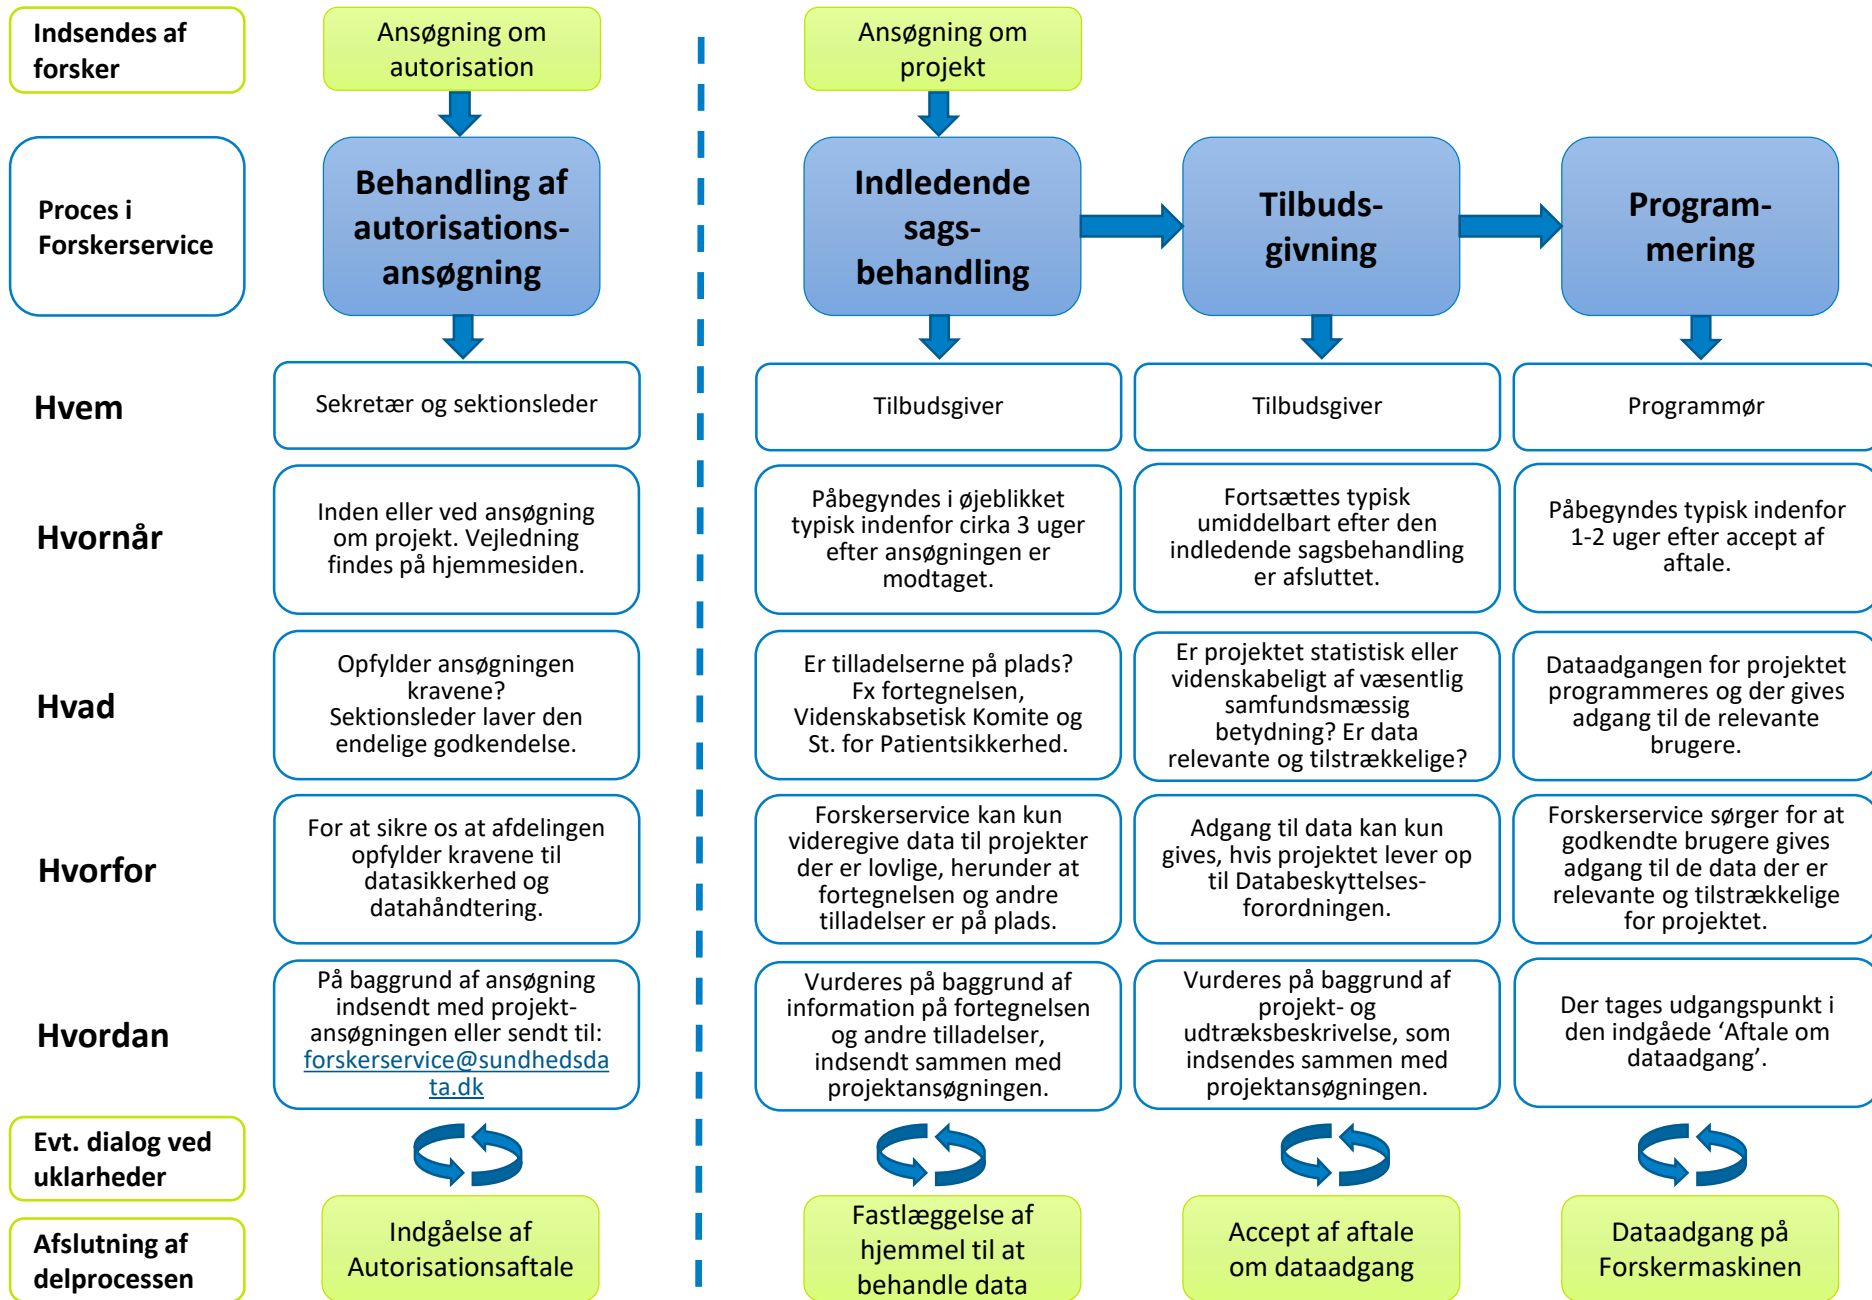 Indsendes af
forsker
Ansøgning om
autorisation
Ansøgning om
projekt
Proces i
Forskerservice
Behandling af
autorisations-
ansøgning
Indledende
sags-
behandling
Tilbuds-
givning
Program-
mering
Hvem
Sekretær og sektionsleder
Tilbudsgiver
Tilbudsgiver
Programmør
Hvornår
Inden eller ved ansøgning
om projekt. Vejledning
findes på hjemmesiden.
Påbegyndes i øjeblikket
typisk indenfor cirka 3 uger
efter ansøgningen er
modtaget.
Fortsættes typisk
umiddelbart efter den
indledende sagsbehandling
er afsluttet.
Påbegyndes typisk indenfor
1-2 uger efter accept af
aftale.
Hvad
Opfylder ansøgningen
kravene?
Sektionsleder laver den
endelige godkendelse.
Er tilladelserne på plads?
Fx fortegnelsen,
Videnskabsetisk Komite og
St. for Patientsikkerhed.
Er projektet statistisk eller
videnskabeligt af væsentlig
samfundsmæssig
betydning? Er data
relevante og tilstrækkelige?
Dataadgangen for projektet
programmeres og der gives
adgang til de relevante
brugere.
Hvorfor
For at sikre os at afdelingen
opfylder kravene til
datasikkerhed og
datahåndtering.
Forskerservice kan kun
videregive data til projekter
der er lovlige, herunder at
fortegnelsen og andre
tilladelser er på plads.
Adgang til data kan kun
gives, hvis projektet lever op
til Databeskyttelses-
forordningen.
Forskerservice sørger for at
godkendte brugere gives
adgang til de data der er
relevante og tilstrækkelige
for projektet.
Hvordan
På baggrund af ansøgning
indsendt med projekt-
ansøgningen eller sendt til:
forskerservice@sundhedsda
ta.dk
Vurderes på baggrund af
information på fortegnelsen
og andre tilladelser,
indsendt sammen med
projektansøgningen.
Vurderes på baggrund af
projekt- og
udtræksbeskrivelse, som
indsendes sammen med
projektansøgningen.
Der tages udgangspunkt i
den indgåede ‘Aftale om
dataadgang’.
Evt. dialog ved
uklarheder
Afslutning af
delprocessen
Indgåelse af
Autorisationsaftale
Fastlæggelse af
hjemmel til at
behandle data
Accept af aftale
om dataadgang
Dataadgang på
Forskermaskinen